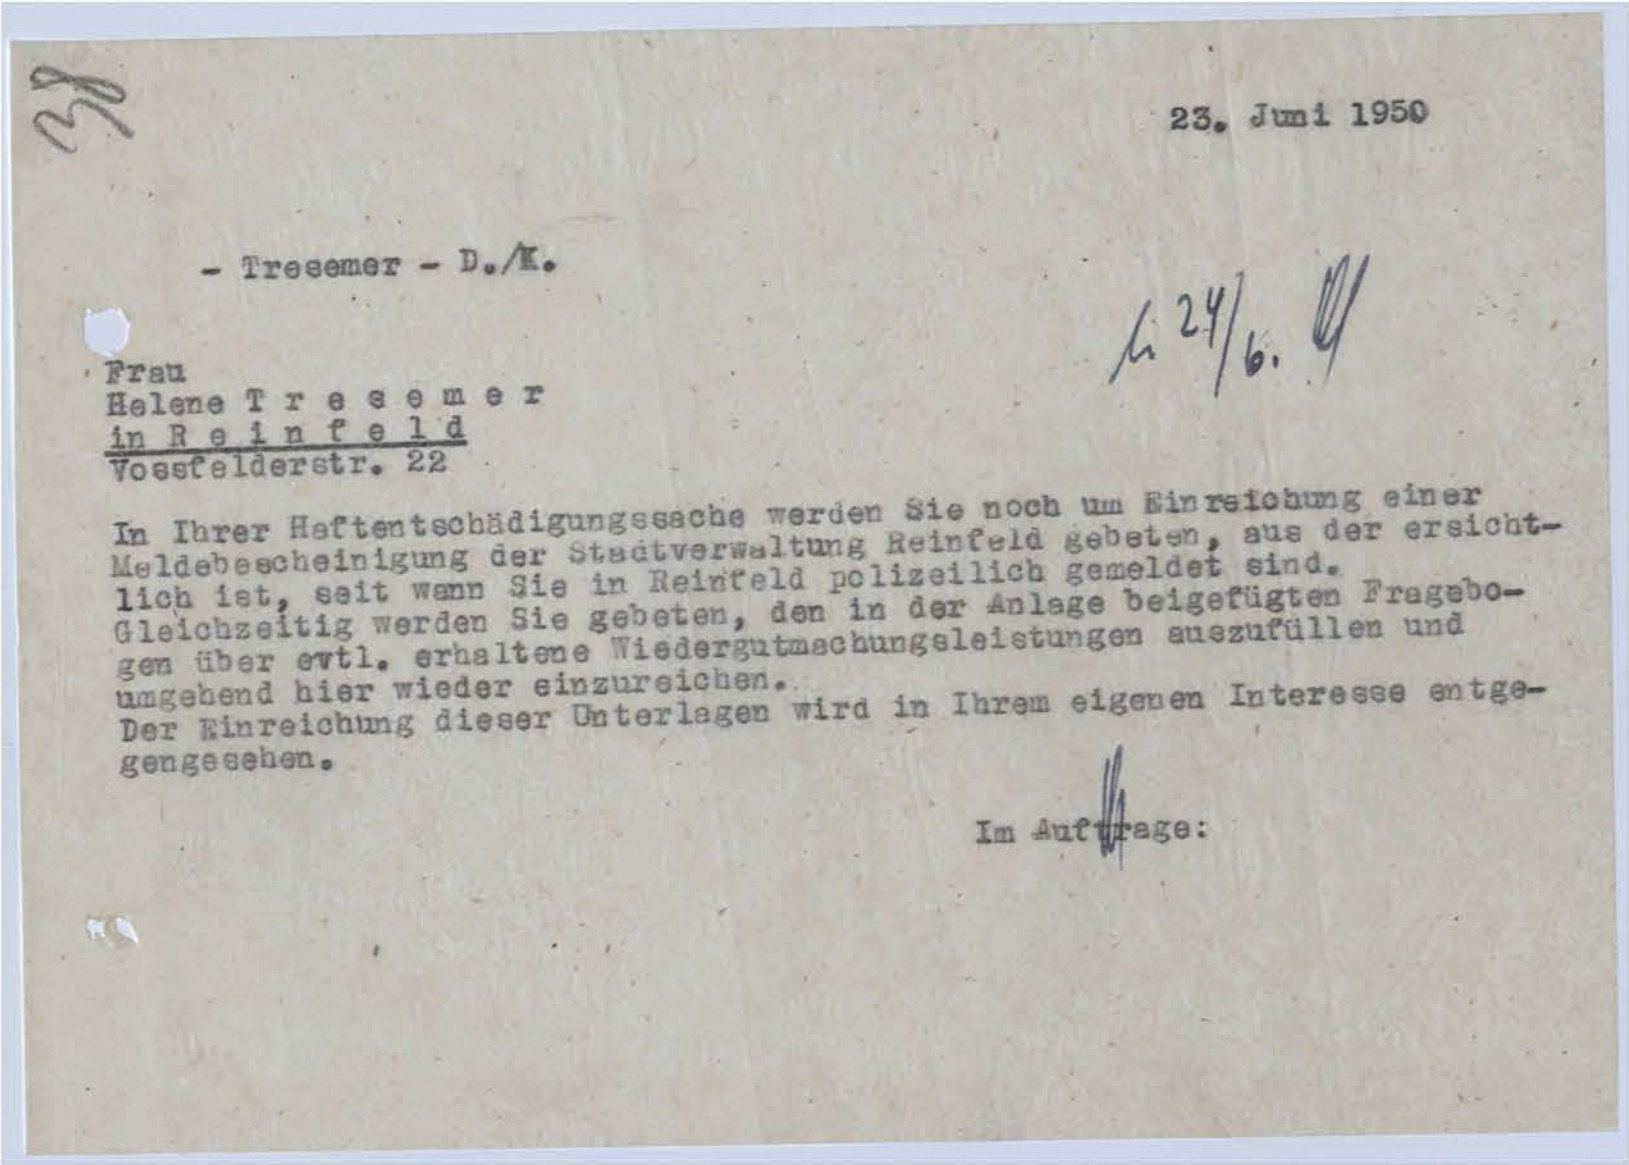 38
23. Juni 1950
- Tresemer - D./K.
24/6.
Frau
Helene T r e s e m e r
in R e i n f e l d
Vossfelderstr. 22
In Ihrer Haftentschädigungssache werden Sie noch um Einreichung einer
Meldebescheinigung der Stadtverwaltung Reinfeld gebeten, aus der ersicht-
lich ist, seit wann Sie in Reinfeld polizeilich gemeldet sind.
Gleichzeitig werden Sie gebeten, den in der Anlage beigefügten Fragebo-
gen über evtl. erhaltene Wiedergutmachungsleistungen auszufüllen und
umgehend hier wieder einzureichen.
Der Einreichung dieser Unterlagen wird in Ihrem eigenen Interesse entge-
gengesehen.
Im Auftrage: